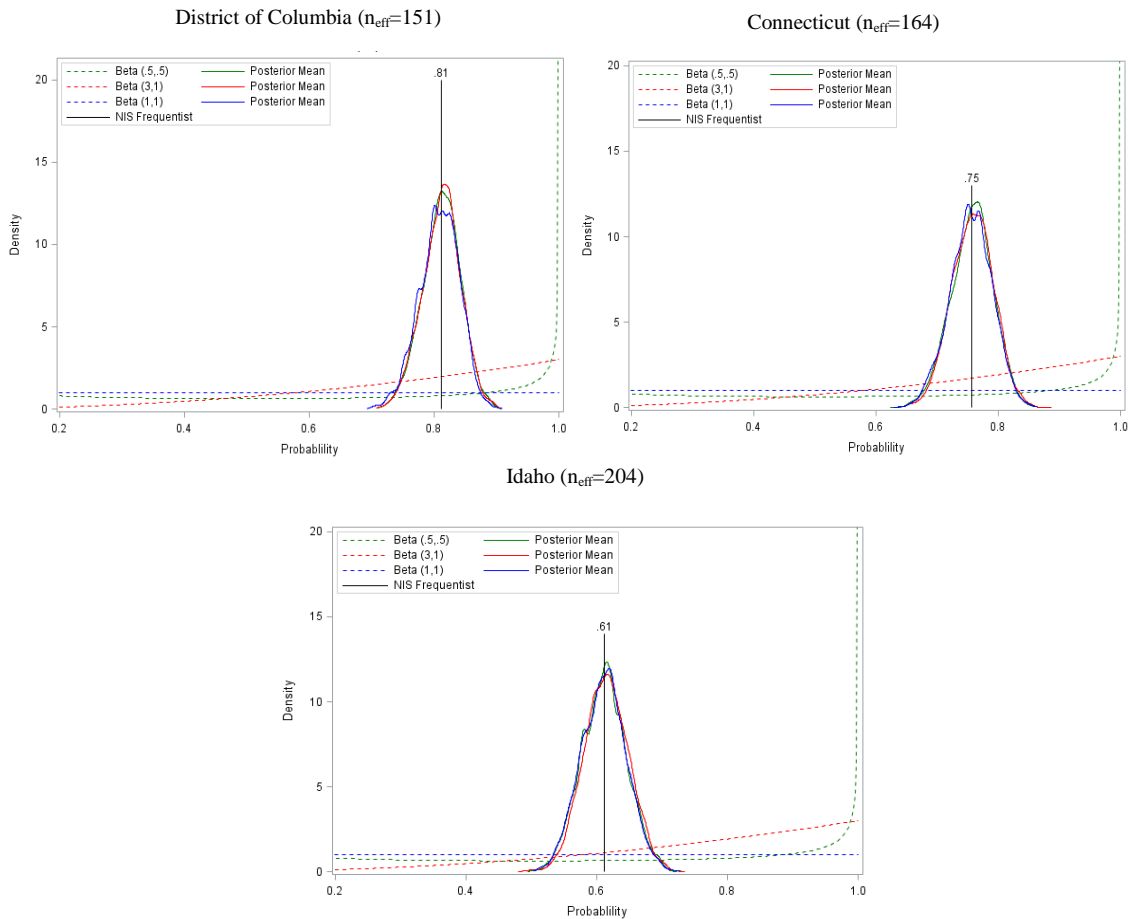 District of Columbia (neff=151)
20
15
10
5
0
Density
Beta (.5,.5) Posterior Mean
Beta (3,1) Posterior Mean
Beta (1,1) Posterior Mean
NIS Frequentist
.81
0.2 0.4 0.6 0.8 1.0
Probablility
Connecticut (neff=164)
20
15
10
5
0
Density
Beta (.5,.5) Posterior Mean
Beta (3,1) Posterior Mean
Beta (1,1) Posterior Mean
NIS Frequentist
.75
0.2 0.4 0.6 0.8 1.0
Probablility
Idaho (neff=204)
20
15
10
5
0
Density
Beta (.5,.5) Posterior Mean
Beta (3,1) Posterior Mean
Beta (1,1) Posterior Mean
NIS Frequentist
.61
0.2 0.4 0.6 0.8 1.0
Probablility